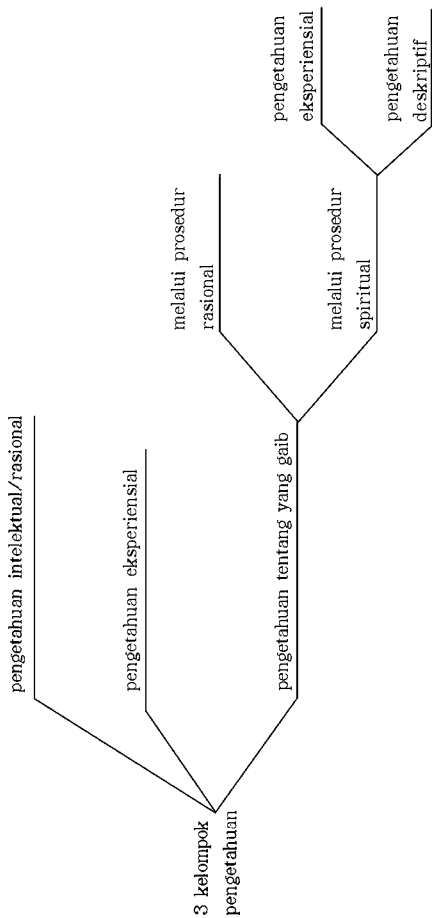 3 kelompok
pengetahuan
pengetahuan intelektual/rasional
pengetahuan eksperiensial
pengetahuan tentang yang gaib
melalui prosedur
rasional
melalui prosedur
spiritual
pengetahuan
eksperiensial
pengetahuan
deskriptif